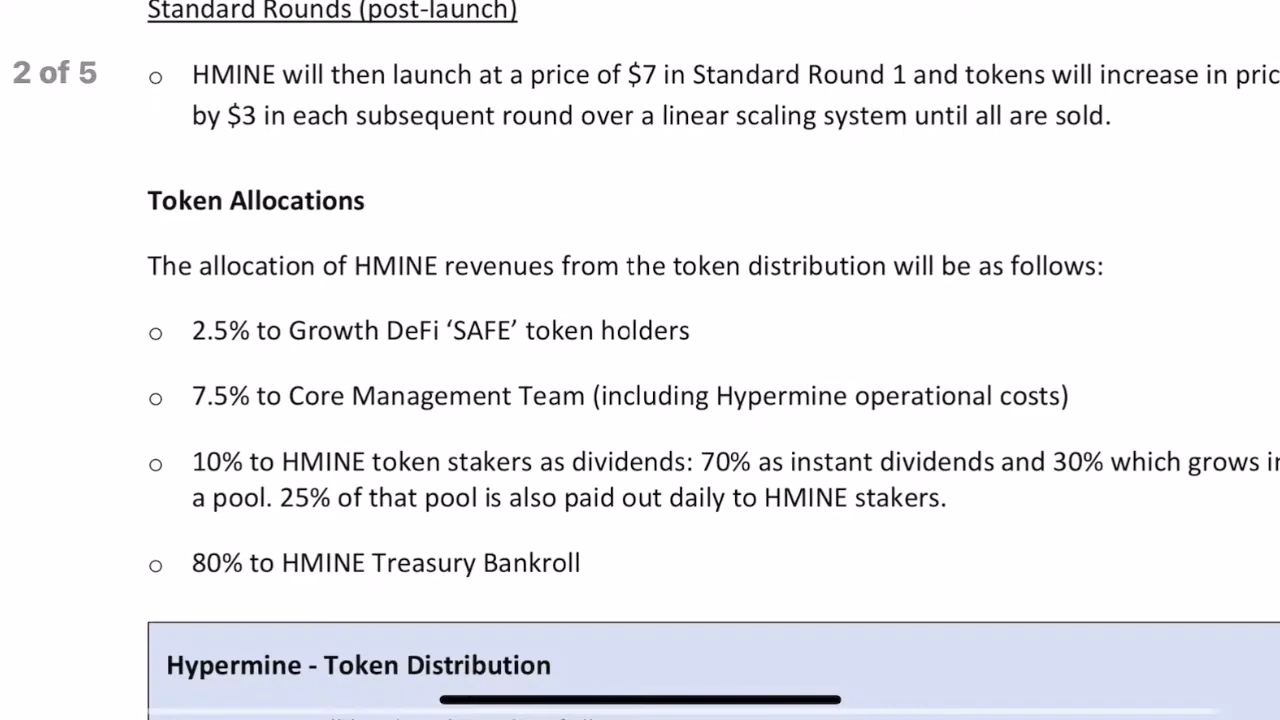 Standard Rounds (post-launch)
2 of 5
o HMINE will then launch at a price of $7 in Standard Round 1 and tokens will increase in pric
by $3 in each subsequent round over a linear scaling system until all are sold.
Token Allocations
The allocation of HMINE revenues from the token distribution will be as follows:
o 2.5% to Growth DeFi ‘SAFE’ token holders
o 7.5% to Core Management Team (including Hypermine operational costs)
o 10% to HMINE token stakers as dividends: 70% as instant dividends and 30% which grows in
a pool. 25% of that pool is also paid out daily to HMINE stakers.
o 80% to HMINE Treasury Bankroll
Hypermine - Token Distribution